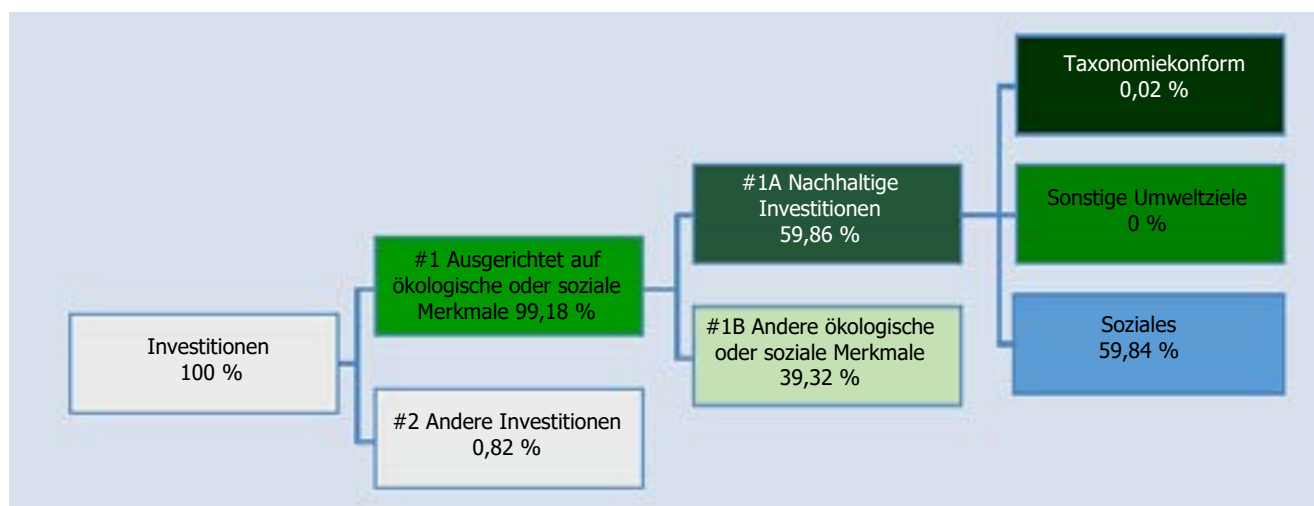 Investitionen
100 %
#1 Ausgerichtet auf
ökologische oder soziale
Merkmale 99,18 %
#2 Andere Investitionen
0,82 %
#1A Nachhaltige
Investitionen
59,86 %
#1B Andere ökologische
oder soziale Merkmale
39,32 %
Taxonomiekonform
0,02 %
Sonstige Umweltziele
0 %
Soziales
59,84 %